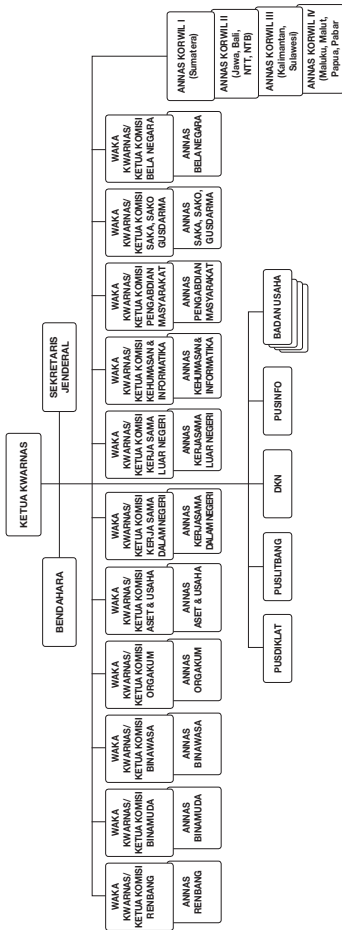 KETUA KWARNAS
BENDAHARA
SEKRETARIS
JENDERAL
WAKA
KWARNAS/
KETUA KOMISI
RENBANG
ANNAS
RENBANG
WAKA
KWARNAS/
KETUA KOMISI
BINAMUDA
ANNAS
BINAMUDA
WAKA
KWARNAS/
KETUA KOMISI
BINAWASA
ANNAS
BINAWASA
WAKA
KWARNAS/
KETUA KOMISI
ORGAKUM
ANNAS
ORGAKUM
WAKA
KWARNAS/
KETUA KOMISI
ASET & USAHA
ANNAS
ASET & USAHA
WAKA
KWARNAS/
KETUA KOMISI
KERJA SAMA
DALAM NEGERI
ANNAS
KERJASAMA
DALAM NEGERI
WAKA
KWARNAS/
KETUA KOMISI
KERJA SAMA
LUAR NEGERI
ANNAS
KERJASAMA
LUAR NEGERI
WAKA
KWARNAS/
KETUA KOMISI
KEHUMASAN &
INFORMATIKA
ANNAS
KEHUMASAN &
INFORMATIKA
WAKA
KWARNAS/
KETUA KOMISI
PENGABDIAN
MASYARAKAT
ANNAS
PENGABDIAN
MASYARAKAT
WAKA
KWARNAS/
KETUA KOMISI
SAKA, SAKO
GUSDARMA
ANNAS
SAKA, SAKO,
GUSDARMA
WAKA
KWARNAS/
KETUA KOMISI
BELA NEGARA
ANNAS
BELA NEGARA
ANNAS KORWIL I
(Sumatera)
ANNAS KORWIL II
(Jawa, Bali,
NTT, NTB)
ANNAS KORWIL III
(Kalimantan,
Sulawesi)
ANNAS KORWIL IV
(Maluku, Malut,
Papua, Pabar
PUSDIKLAT
PUSLITBANG
DKN
PUSINFO
BADAN USAHA